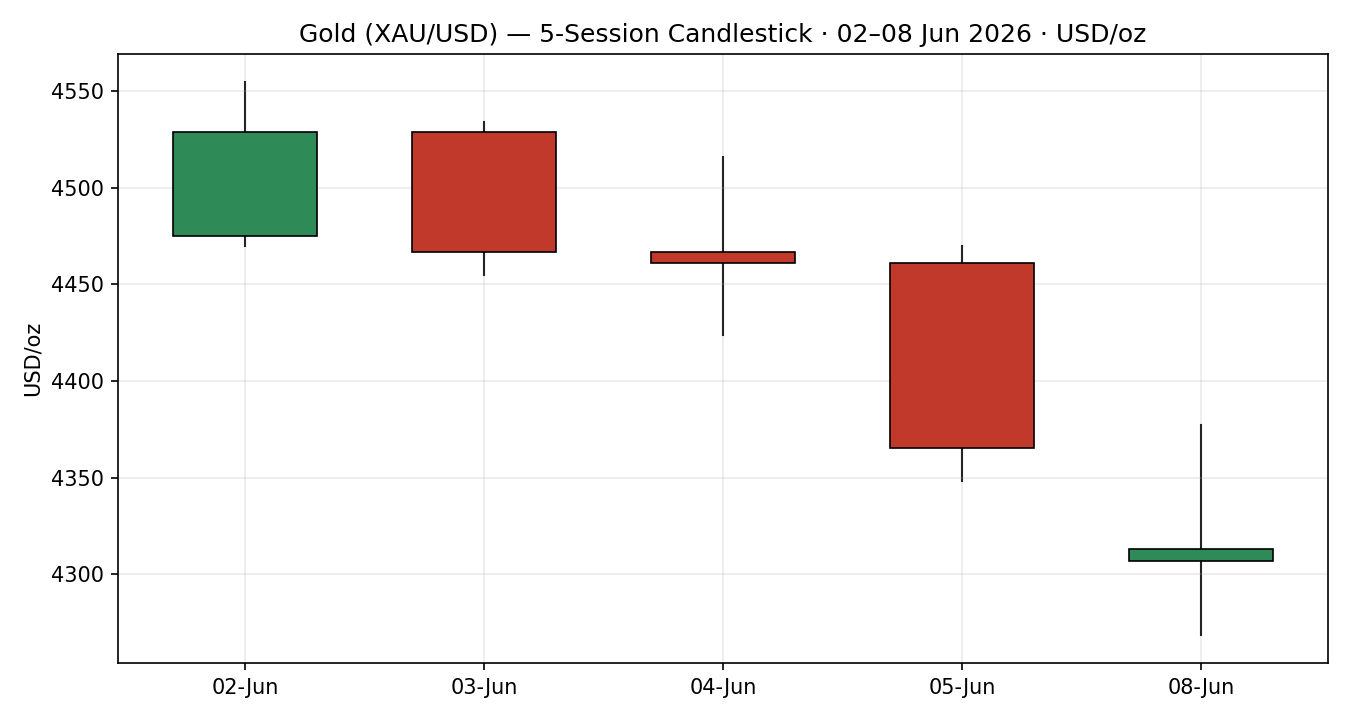 Gold (XAU/USD) — 5-Session Candlestick · 02–08 Jun 2026 · USD/oz
USD/oz
4550
4500
4450
4400
4350
4300
02-Jun
03-Jun
04-Jun
05-Jun
08-Jun